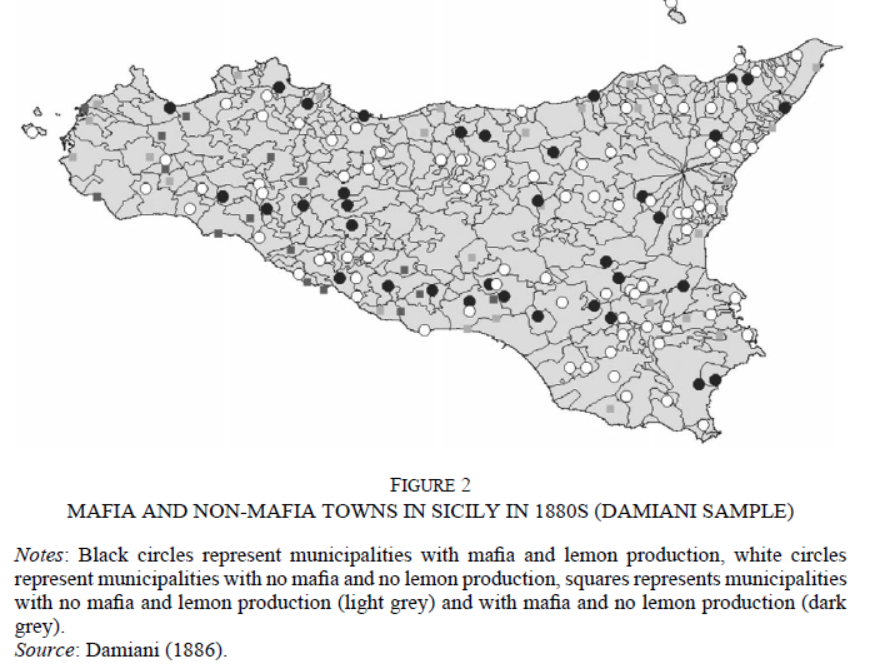 FIGURE 2
MAFIA AND NON-MAFIA TOWNS IN SICILY IN 1880S (DAMIANI SAMPLE)
Notes: Black circles represent municipalities with mafia and lemon production, white circles
represent municipalities with no mafia and no lemon production, squares represents municipalities
with no mafia and lemon production (light grey) and with mafia and no lemon production (dark
grey).
Source: Damiani (1886).